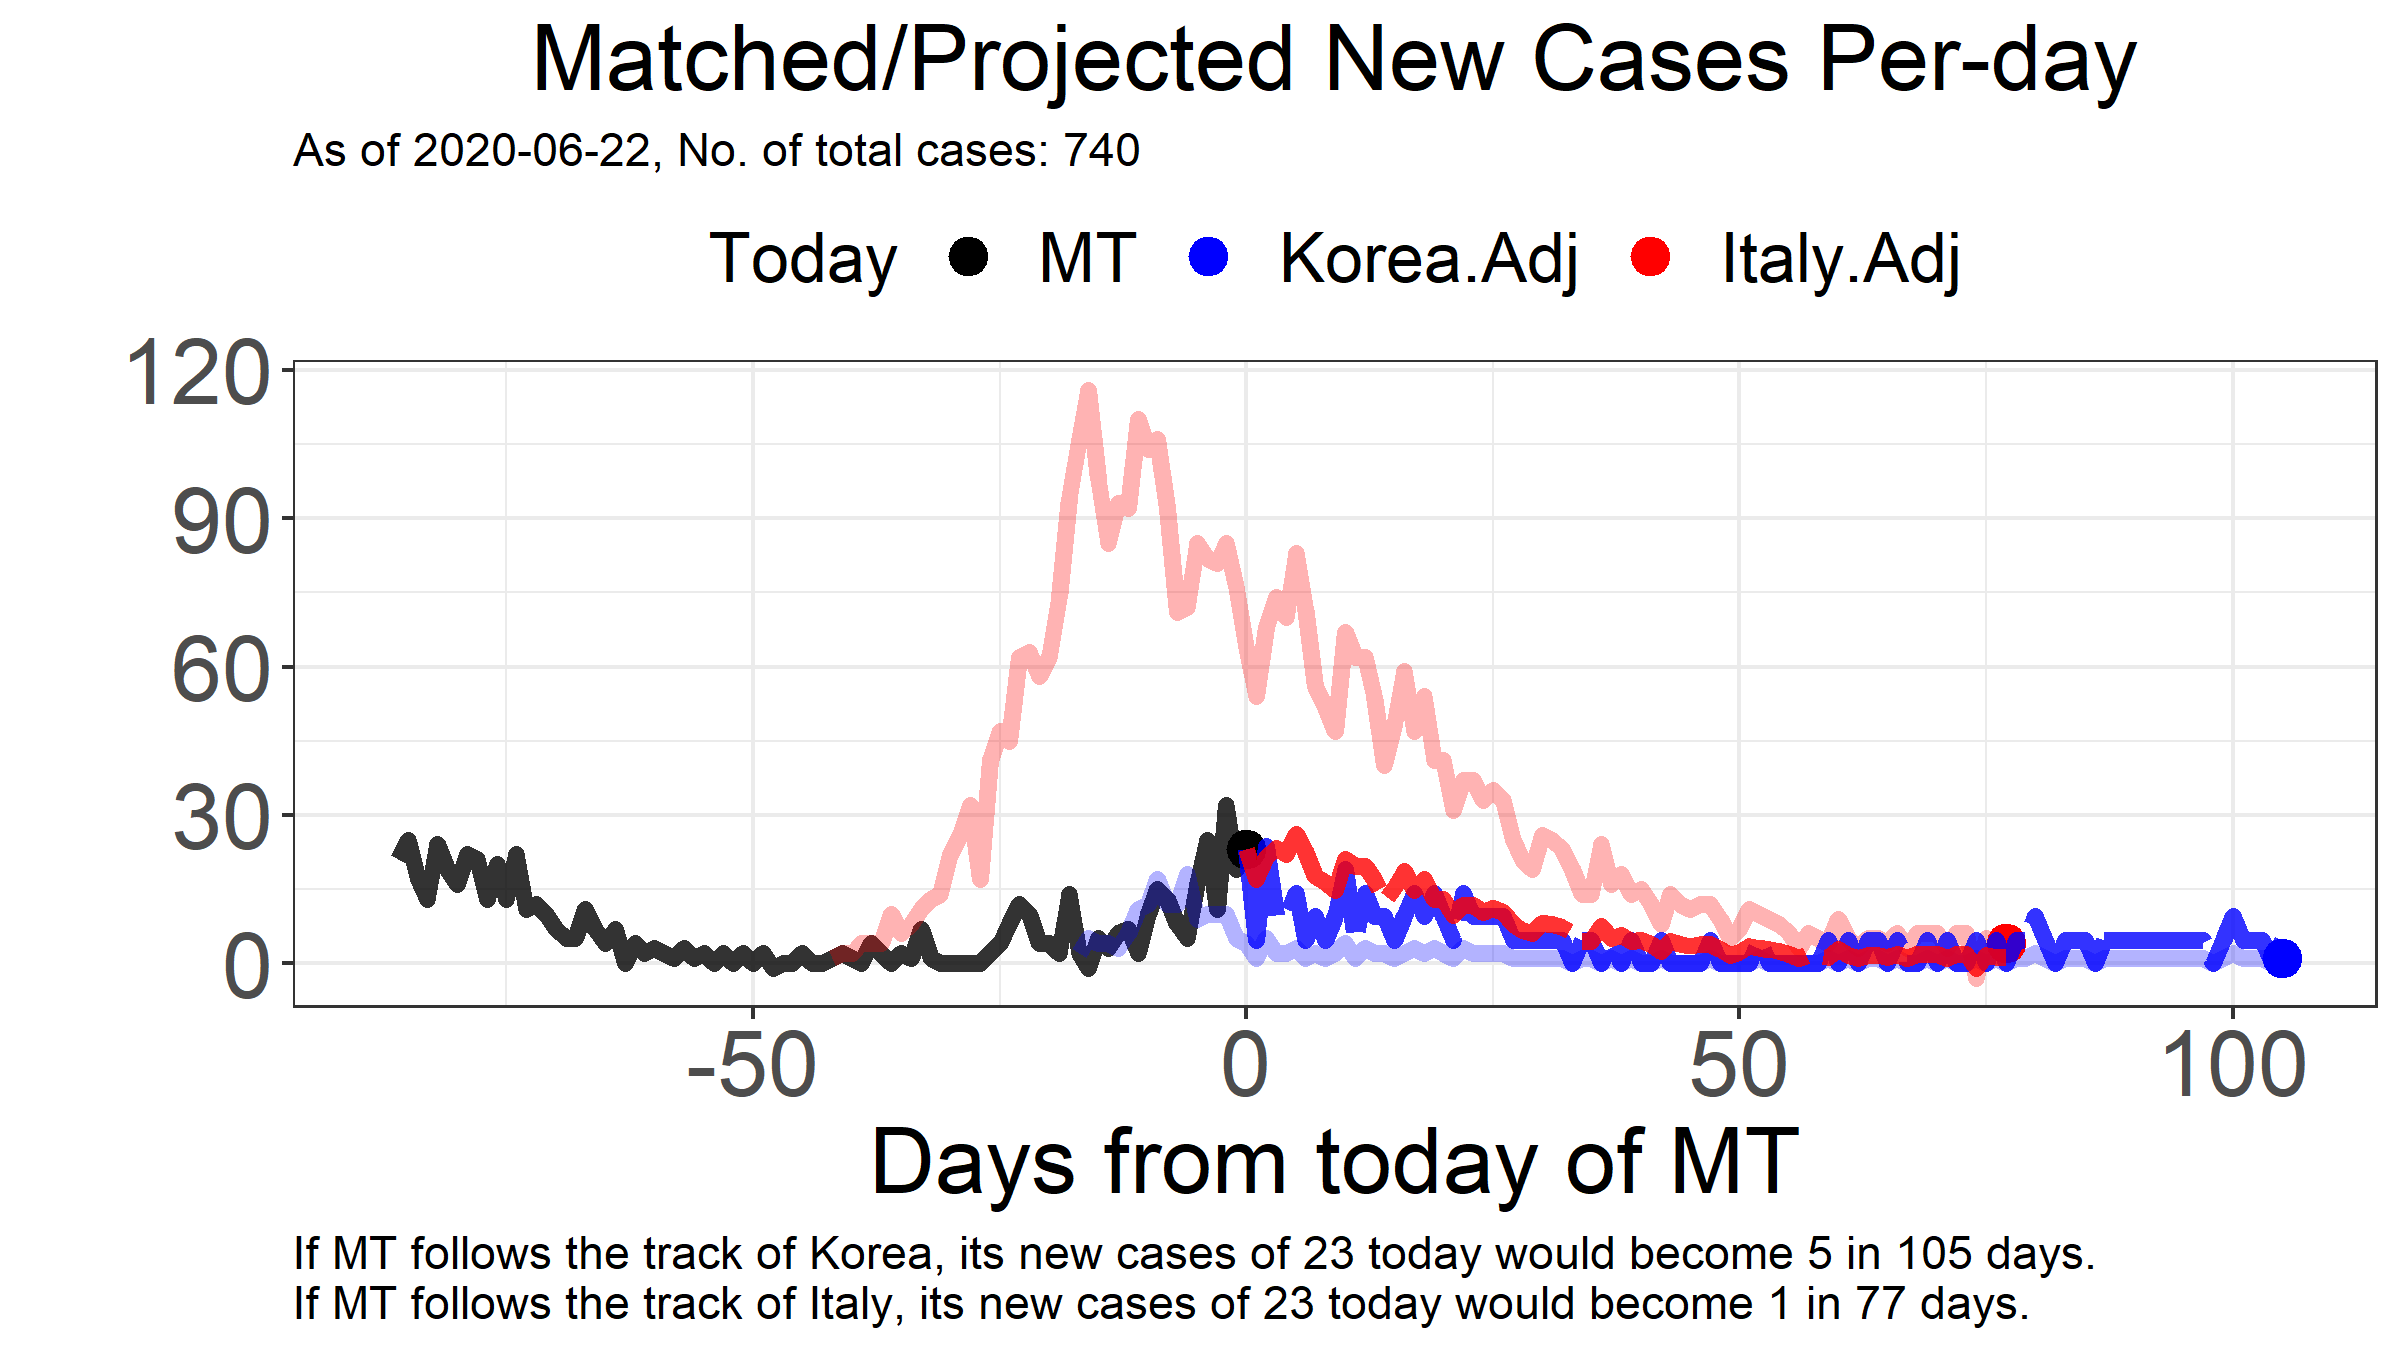 Matched/Projected New Cases Per-day
As of 2020-06-22, No. of total cases: 740
Today MT Korea.Adj Italy.Adj
120
90
60
30
0
-50 0 50 100
Days from today of MT
If MT follows the track of Korea, its new cases of 23 today would become 5 in 105 days.
If MT follows the track of Italy, its new cases of 23 today would become 1 in 77 days.